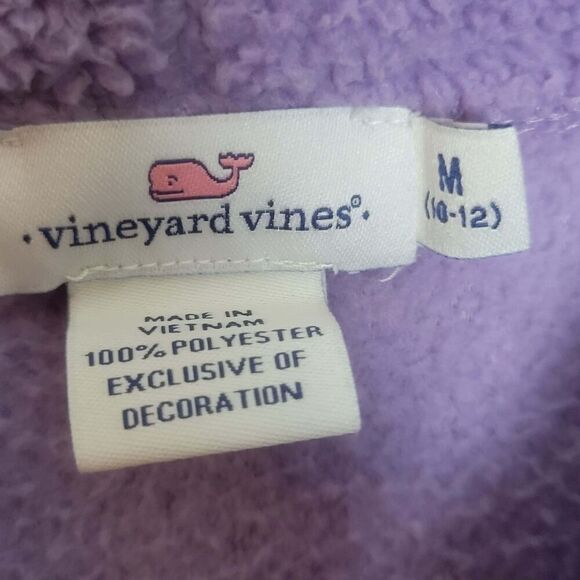 ·vineyard vines®·
M
(10-12)
MADE IN
VIETNAM
100% POLYESTER
EXCLUSIVE OF
DECORATION